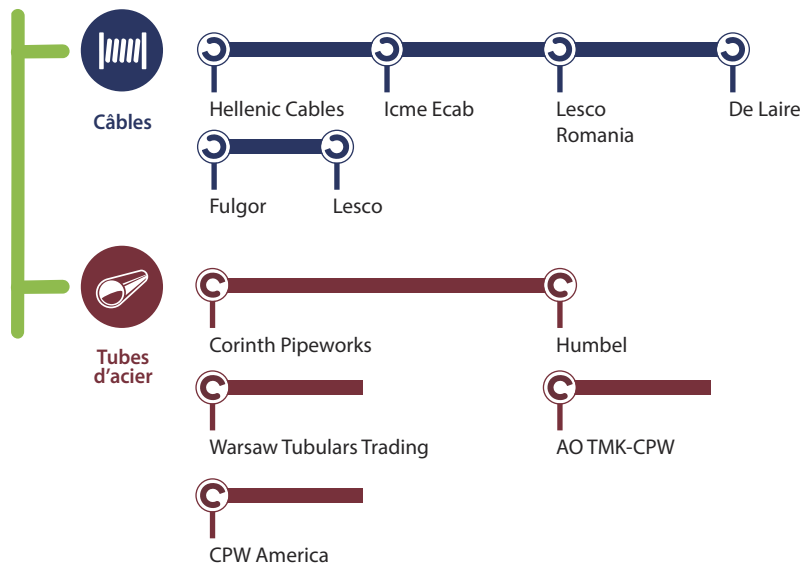 Câbles
Hellenic Cables
Icme Ecab
Lesco
Romania
De Laire
Fulgor
Lesco
Tubes
d’acier
Corinth Pipeworks
Humbel
Warsaw Tubulars Trading
AO TMK-CPW
CPW America